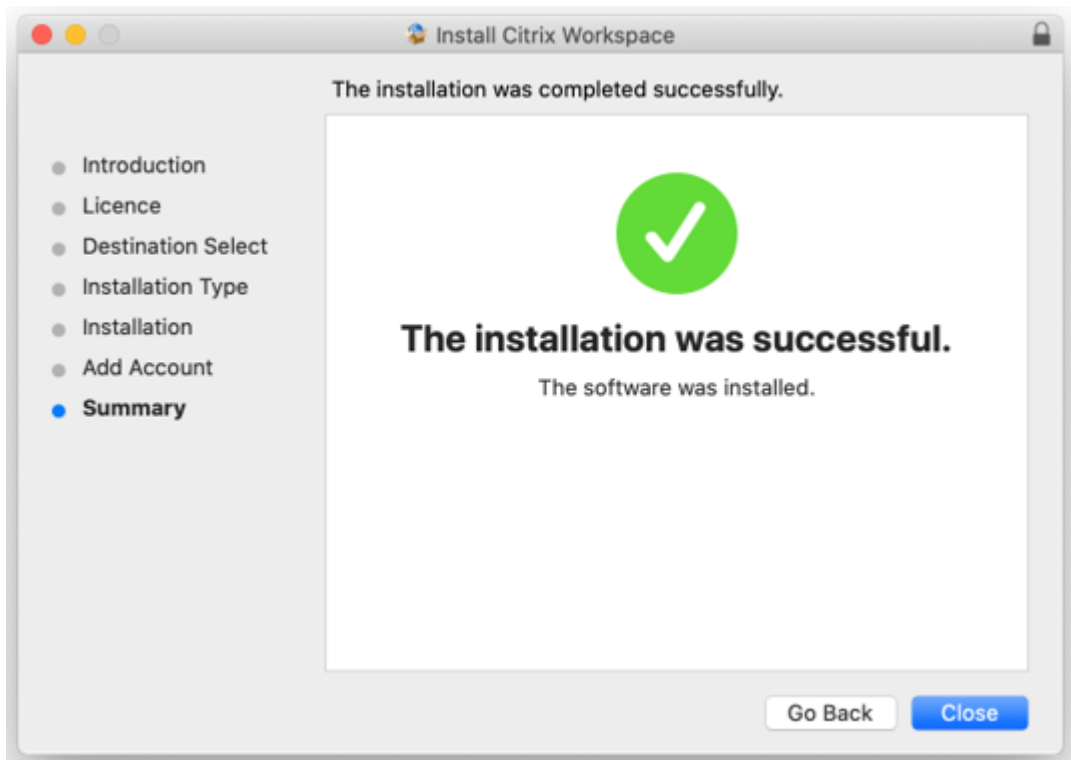 Install Citrix Workspace
The installation was completed successfully.
Introduction
Licence
Destination Select
Installation Type
Installation
Add Account
Summary
The installation was successful.
The software was installed.
Go Back
Close